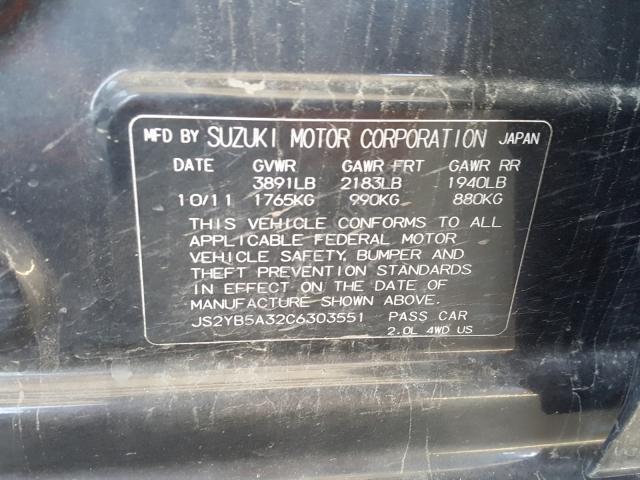 MFD BY SUZUKI MOTOR CORPORATION JAPAN
DATE GVWR GAWR FRT GAWR RR
3891LB 2183LB 1940LB
10/11 1765KG 990KG 880KG
THIS VEHICLE CONFORMS TO ALL
APPLICABLE FEDERAL MOTOR
VEHICLE SAFETY, BUMPER AND
THEFT PREVENTION STANDARDS
IN EFFECT ON THE DATE OF
MANUFACTURE SHOWN ABOVE.
JS2YB5A32C6303551 PASS CAR
2.0L 4WD US